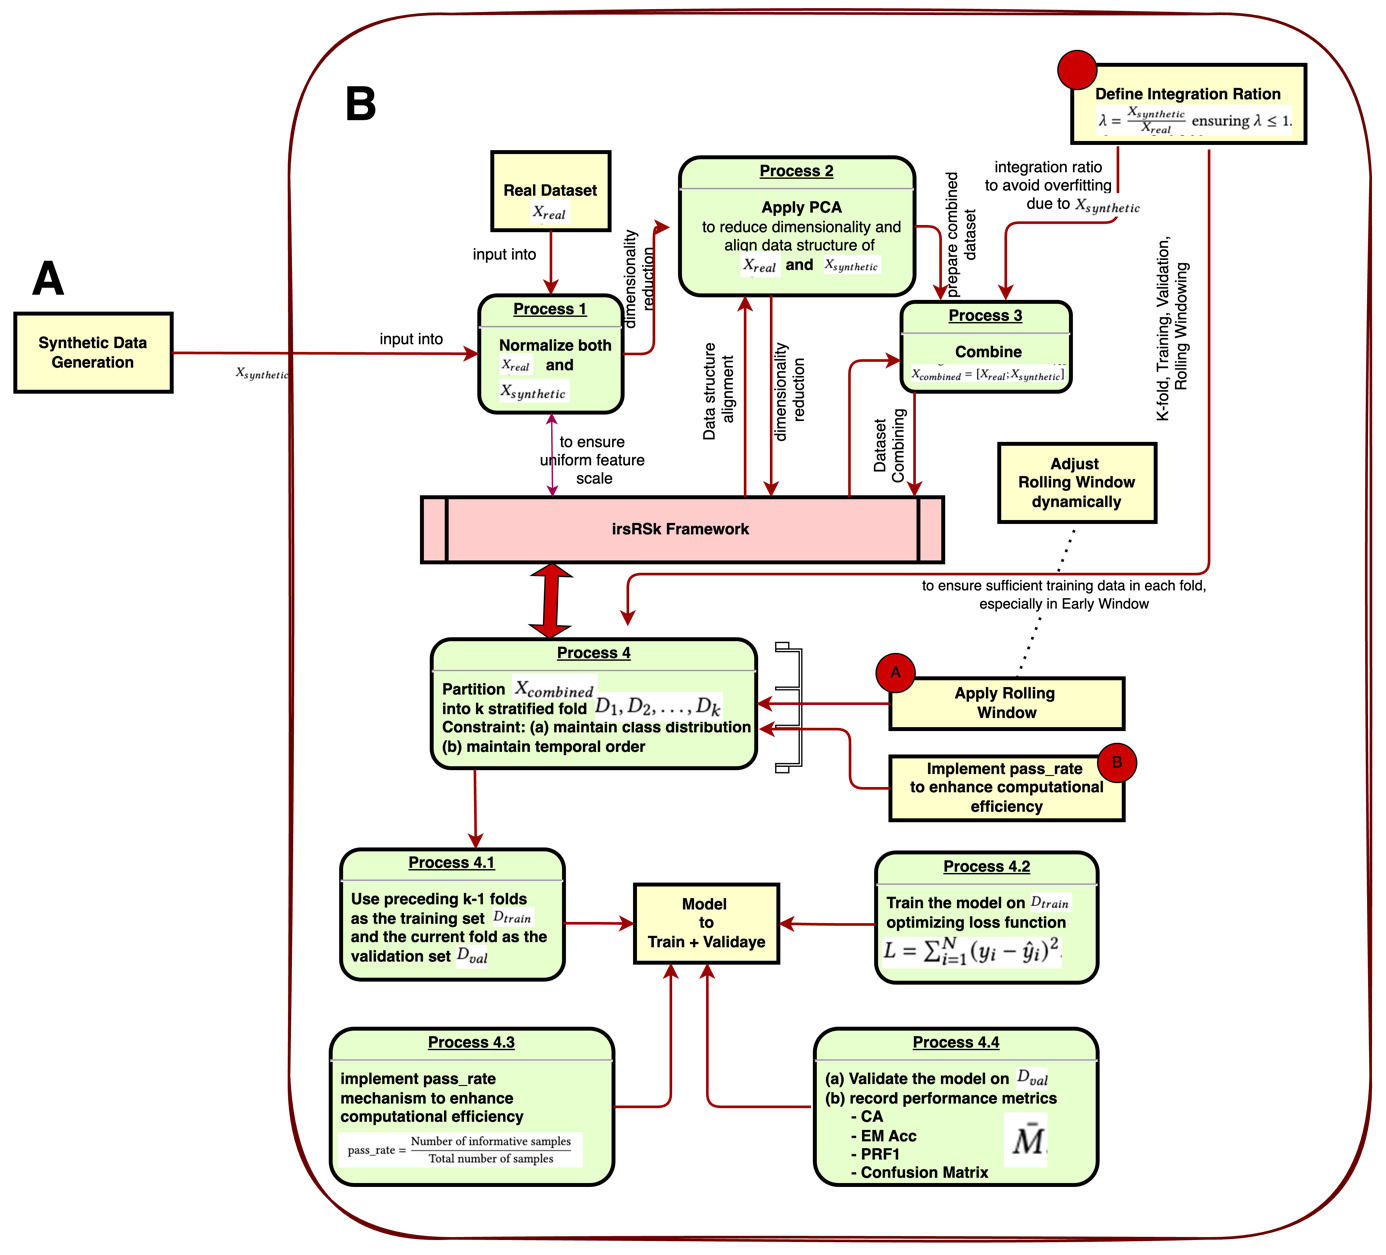 B
Define Integration Ration
λ = X_synthetic / X_real ensuring λ ≤ 1.
integration ratio
to avoid overfitting
due to X_synthetic
Real Dataset
X_real
input into
Process 2
Apply PCA
to reduce dimensionality and
align data structure of
X_real and X_synthetic
dimensionality
reduction
prepare combined
dataset
K-fold, Training, Validation,
Rolling Windowing
A
Synthetic Data
Generation
X_synthetic
input into
Process 1
Normalize both
X_real and
X_synthetic
Process 3
Combine
X_combined = [X_real; X_synthetic]
to ensure
uniform feature
scale
Data structure
alignment
dimensionality
reduction
Dataset
Combining
Adjust
Rolling Window
dynamically
irsRSk Framework
to ensure sufficient training data in each fold,
especially in Early Window
Process 4
Partition X_combined
into k stratified fold D_1, D_2, . . . , D_k
Constraint: (a) maintain class distribution
(b) maintain temporal order
A
Apply Rolling
Window
B
Implement pass_rate
to enhance computational
efficiency
Process 4.1
Use preceding k-1 folds
as the training set D_train
and the current fold as the
validation set D_val
Model
to
Train + Validaye
Process 4.2
Train the model on D_train
optimizing loss function
L = ∑_{i=1}^{N} (y_i − ŷ_i)^2.
Process 4.3
implement pass_rate
mechanism to enhance
computational efficiency
pass_rate = Number of informative samples / Total number of samples
Process 4.4
(a) Validate the model on D_val
(b) record performance metrics
- CA
- EM Acc
- PRF1
- Confusion Matrix
M̄.